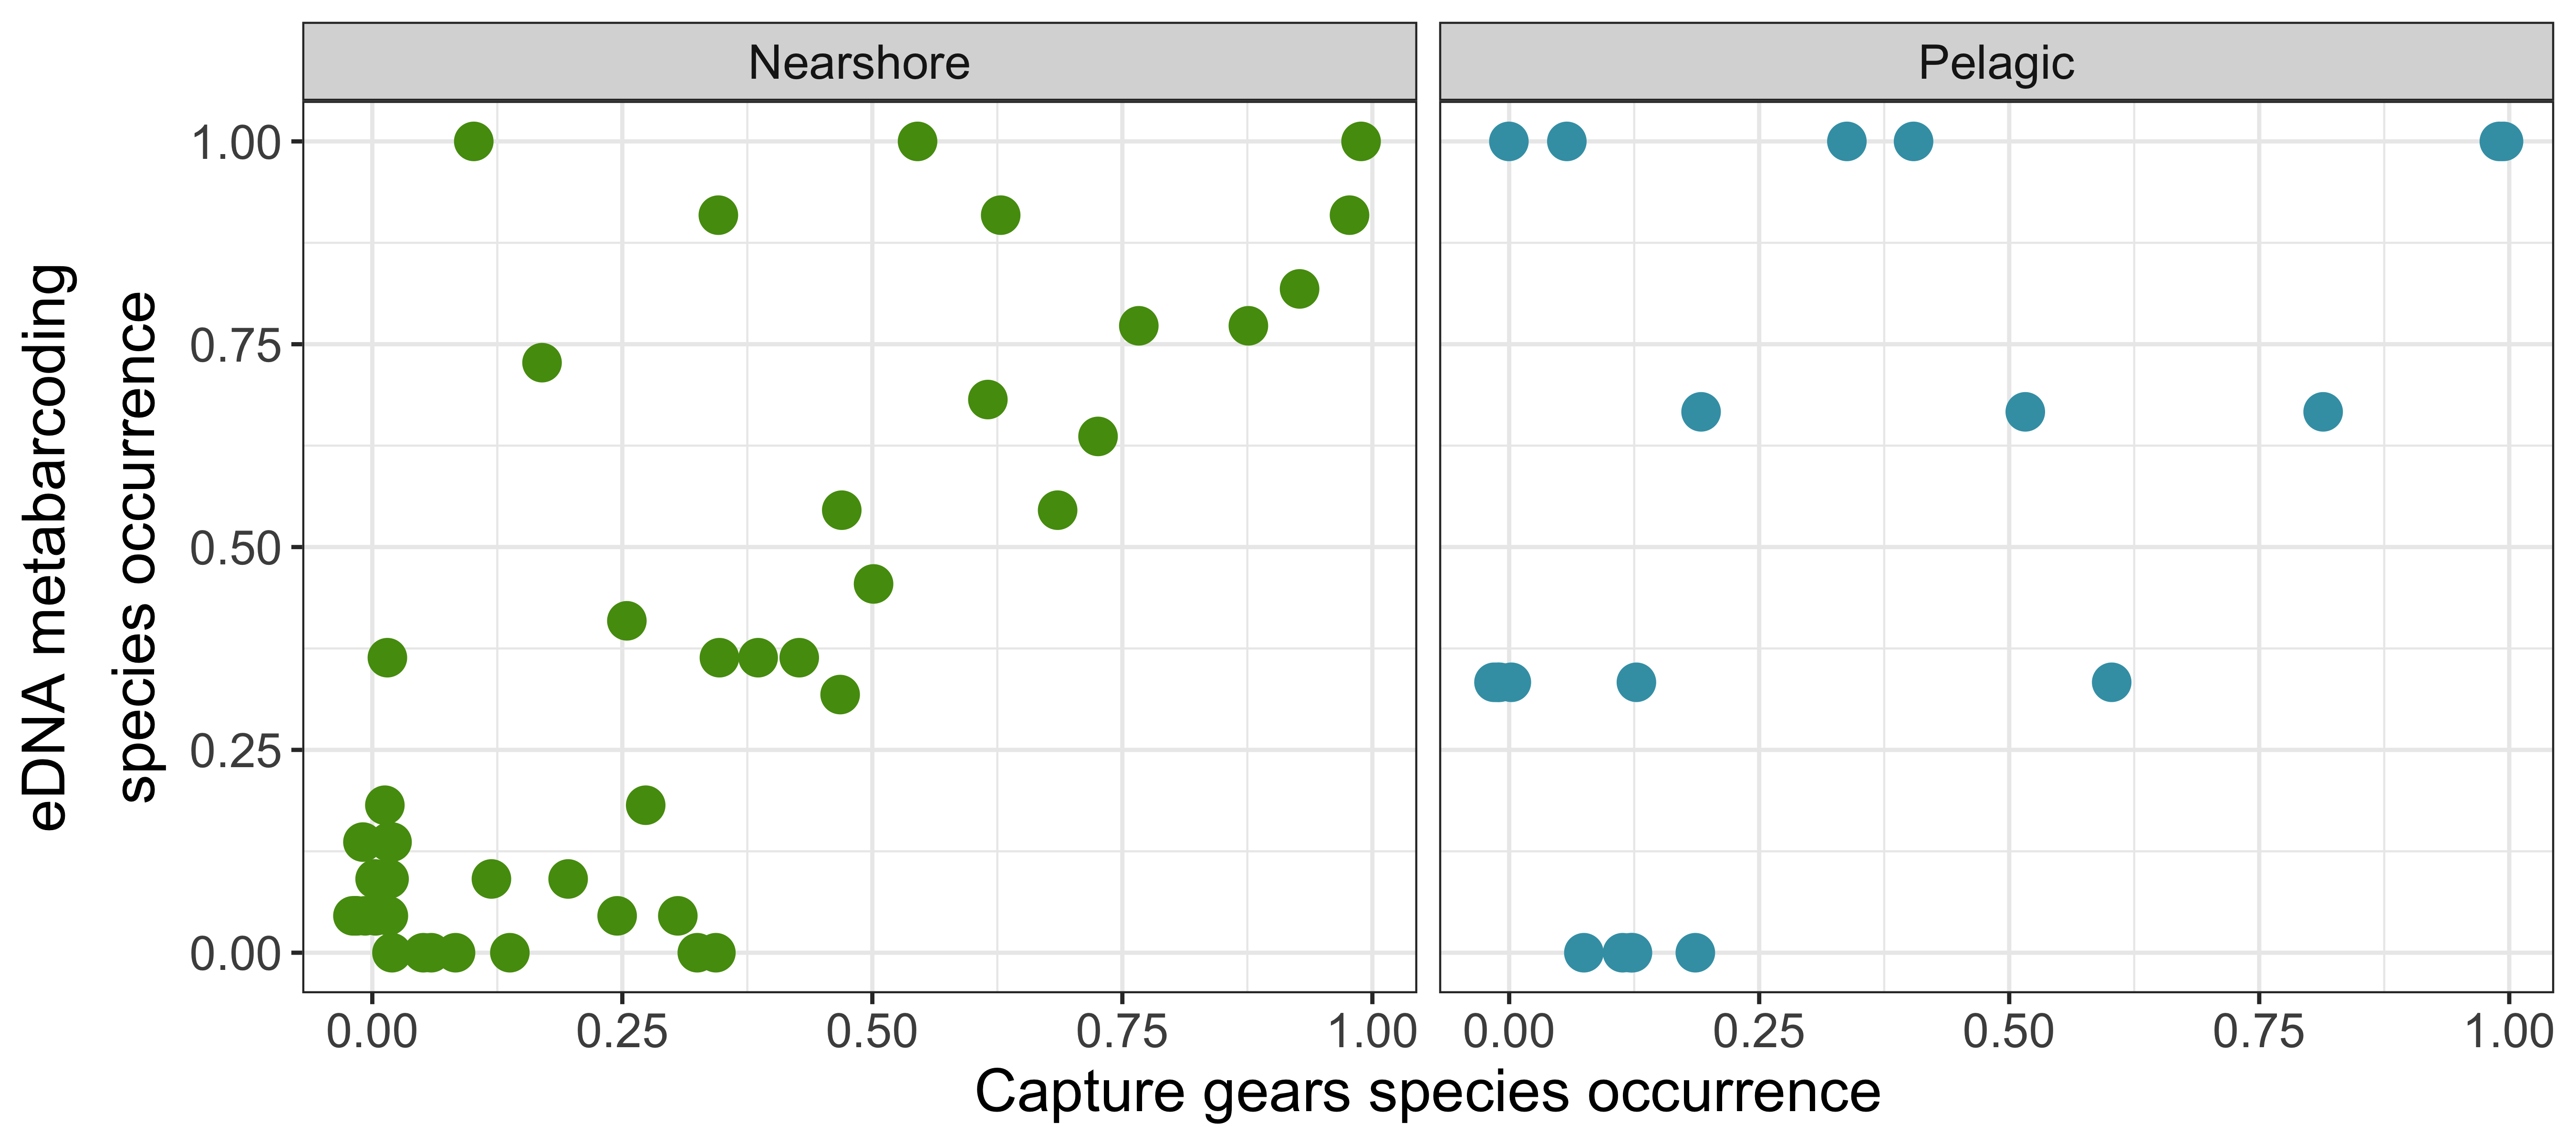 Nearshore
Pelagic
eDNA metabarcoding
species occurrence
1.00
0.75
0.50
0.25
0.00
0.00 0.25 0.50 0.75 1.00
0.00 0.25 0.50 0.75 1.00
Capture gears species occurrence